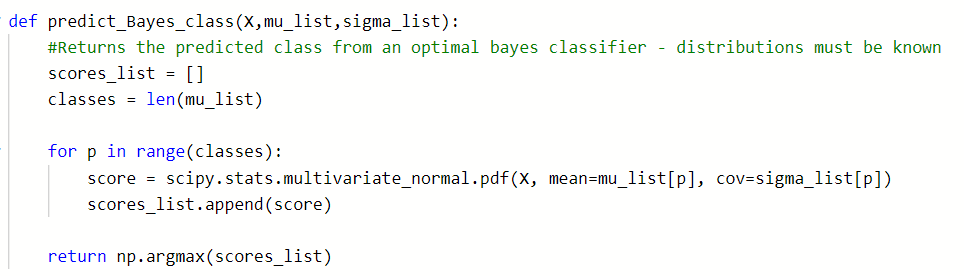 def predict_Bayes_class(X,mu_list,sigma_list):
    #Returns the predicted class from an optimal bayes classifier - distributions must be known
    scores_list = []
    classes = len(mu_list)

    for p in range(classes):
        score = scipy.stats.multivariate_normal.pdf(X, mean=mu_list[p], cov=sigma_list[p])
        scores_list.append(score)

    return np.argmax(scores_list)